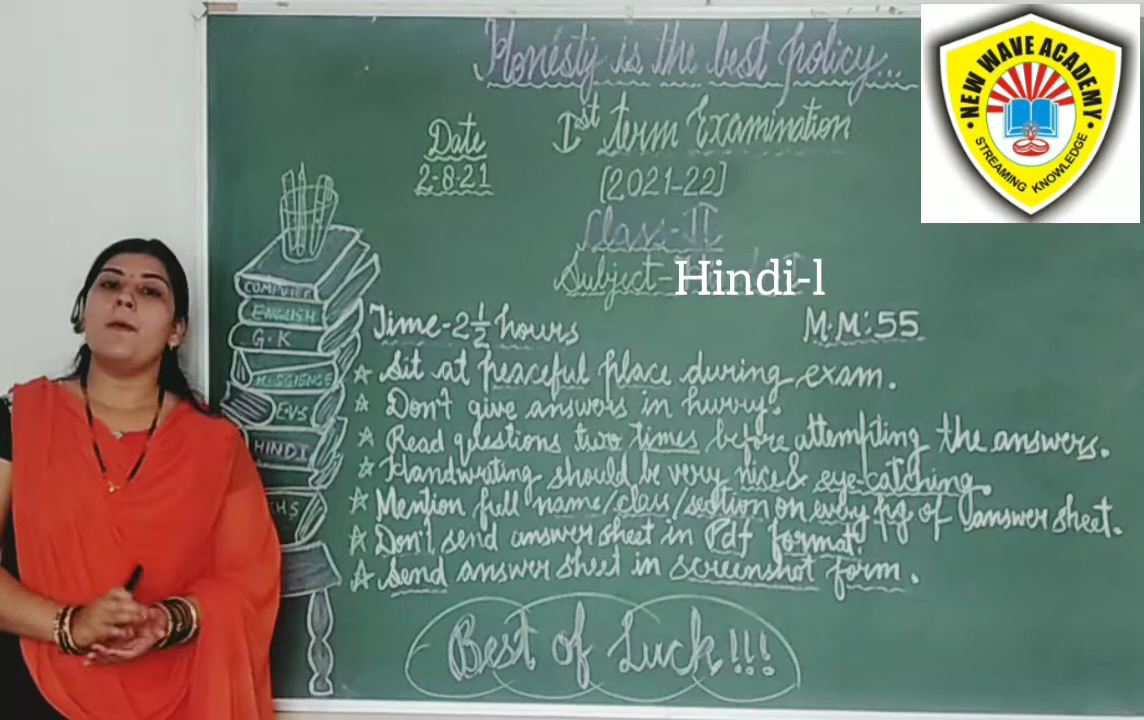 Honesty is the best policy...
Ist term Examination
Date
2-8-21
[2021-22]
Class-II
Subject-Hindi-l
Time-2 1/2 hours
M.M:55
★ Sit at peaceful place during exam.
★ Don't give answers in hurry.
★ Read questions two times before attempting the answers.
★ Handwriting should be very nice & eye-catching.
★ Mention full name/class/section on every pg of answer sheet.
★ Don't send answer sheet in Pdf format.
★ Send answer sheet in screenshot form.
Best of Luck!!!
COMPUTER
ENGLISH
G.K
M.SCIENCE
EVS
HINDI
THS
NEW WAVE ACADEMY
STREAMING KNOWLEDGE